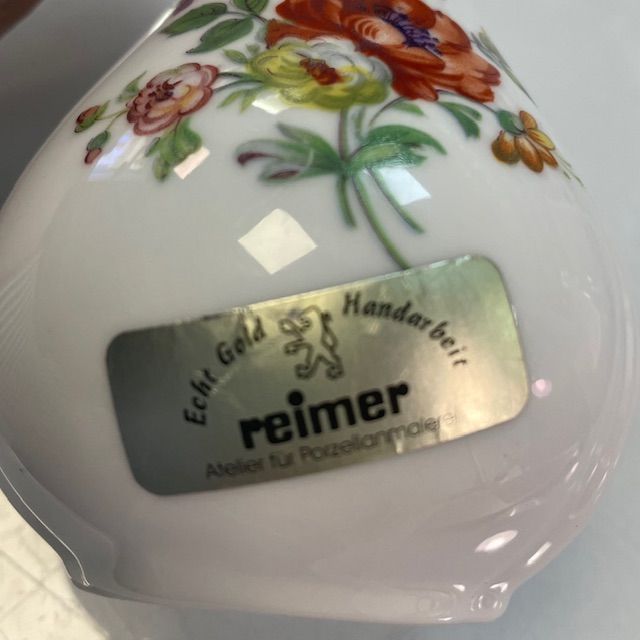 Echt Gold Handarbeit
reimer
Atelier für Porzellanmalerei